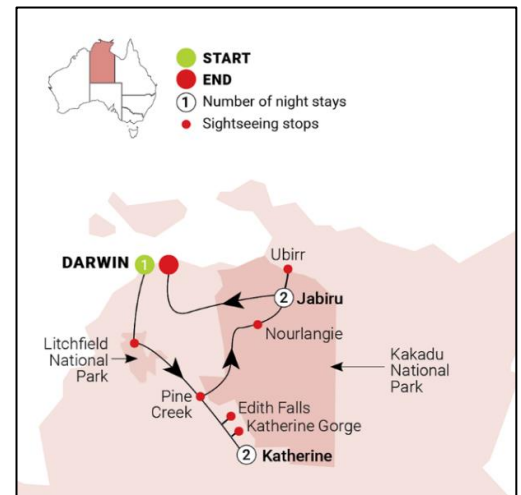 START
END
1 Number of night stays
Sightseeing stops
DARWIN 1
Ubirr
2 Jabiru
Nourlangie
Litchfield
National
Park
Kakadu
National
Park
Pine
Creek
Edith Falls
Katherine Gorge
2 Katherine